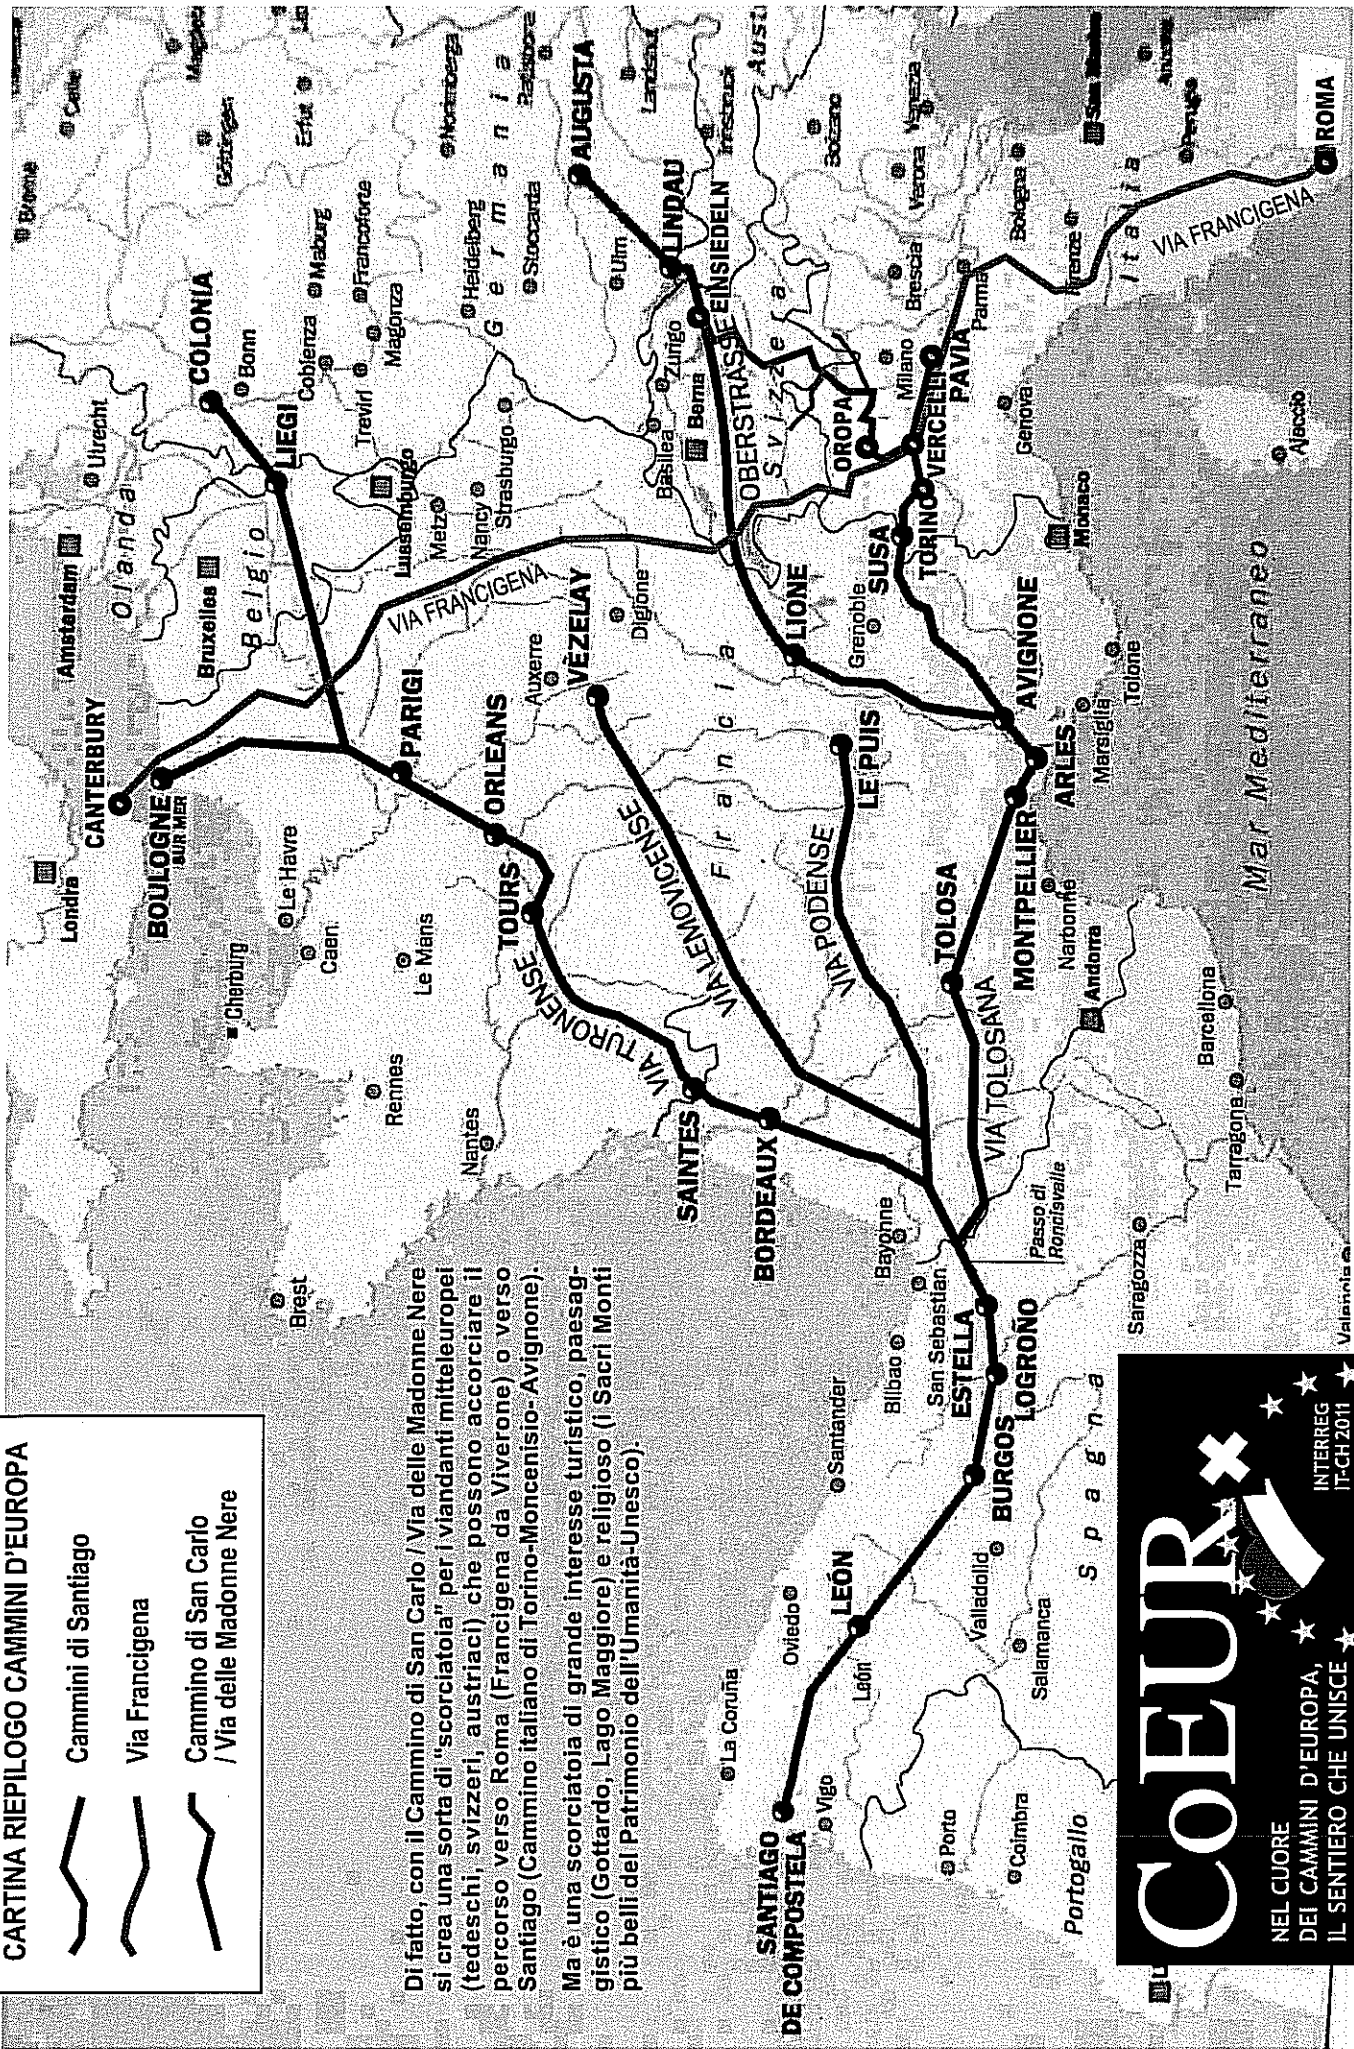 CARTINA RIEPILOGO CAMMINI D'EUROPA
Cammini di Santiago
Via Francigena
Cammino di San Carlo
/ Via delle Madonne Nere
Di fatto, con il Cammino di San Carlo / Via delle Madonne Nere
si crea una sorta di "scorciatoia" per i viandanti mitteleuropei
(tedeschi, svizzeri, austriaci) che possono accorciare il
percorso verso Roma (Francigena da Viverone) o verso
Santiago (Cammino italiano di Torino-Moncenisio-Avignone).
Ma è una scorciatoia di grande interesse turistico, paesag-
gistico (Gottardo, Lago Maggiore) e religioso (i Sacri Monti
più belli del Patrimonio dell'Umanità-Unesco).
Londra
CANTERBURY
BOULOGNE
SUR MER
Amsterdam
Utrecht
Olanda
Bruxelles
Belgio
LIEGI
COLONIA
Bonn
Coblenza
Maburg
Francoforte
Magonza
Treviri
Lussemburgo
Metz
Nancy
Strasburgo
Heidelberg
Stoccarda
Germania
Norimberga
Ratisbona
Landshut
Brema
Celle
Göttingen
Erfut
AUGUSTA
Ulm
LINDAU
EINSIEDELN
Innsbruck
Bolzano
Zurigo
Basilea
Berna
OBERSTRASSE
Svizzera
VIA FRANCIGENA
Cherburg
Le Havre
Caen
Le Mans
Rennes
Brest
Nantes
PARIGI
ORLEANS
TOURS
VIA TURONENSE
SAINTES
BORDEAUX
Auxerre
VÈZELAY
Digione
VIA LEMOVICENSE
Francia
LE PUIS
VIA PODENSE
LIONE
Grenoble
SUSA
TORINO
VERCELLI
OROPA
Milano
PAVIA
Brescia
Verona
Venezia
Parma
Bologna
Genova
Firenze
San Marino
Perugia
Italia
VIA FRANCIGENA
ROMA
Monaco
Ajaccio
AVIGNONE
ARLES
Marsiglia
Tolone
MONTPELLIER
Narbonne
TOLOSA
VIA TOLOSANA
Andorra
Mar Mediterraneo
Barcellona
Tarragona
Saragozza
Valencia
Passo di
Roncisvalle
Bayonne
San Sebastian
Bilbao
ESTELLA
LOGROÑO
Santander
BURGOS
Spagna
Valladolid
Salamanca
Oviedo
LEÓN
León
La Coruña
SANTIAGO
DE COMPOSTELA
Vigo
Porto
Coimbra
Portogallo
CoEUR
NEL CUORE
DEI CAMMINI D'EUROPA,
IL SENTIERO CHE UNISCE
INTERREG
IT-CH 2011